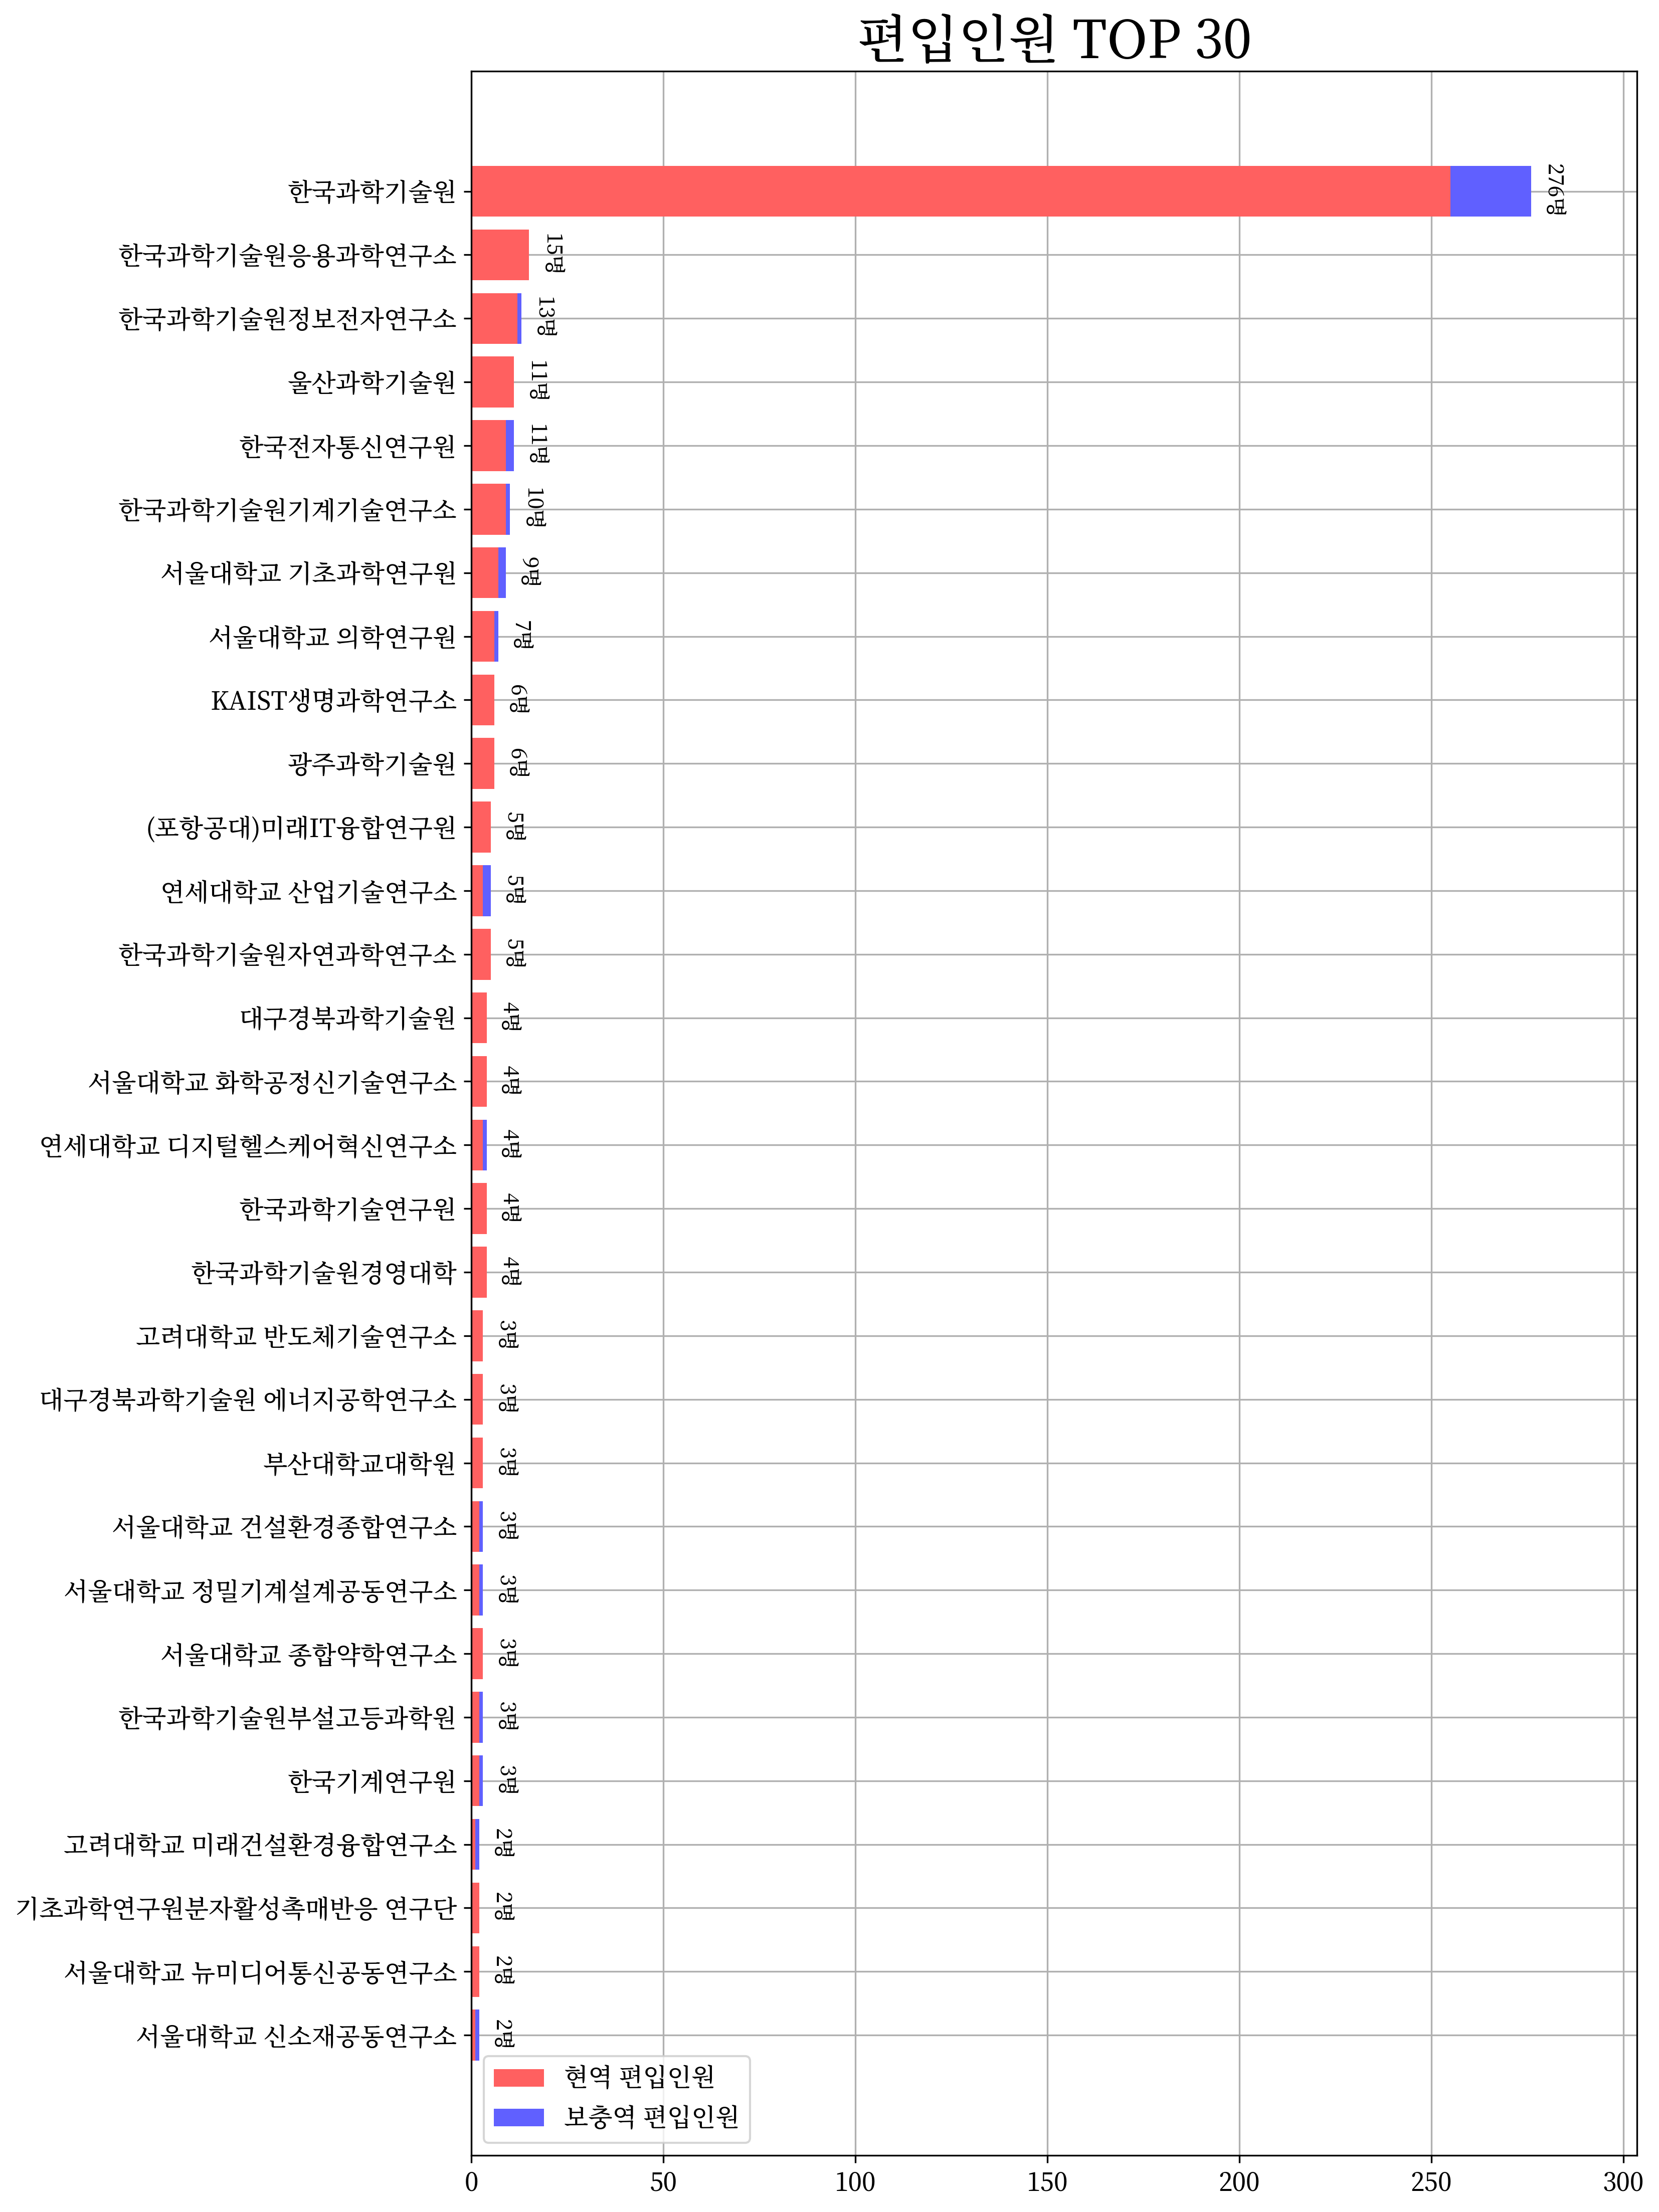 편입인원 TOP 30
한국과학기술원 276명
한국과학기술원응용과학연구소 15명
한국과학기술원정보전자연구소 13명
울산과학기술원 11명
한국전자통신연구원 11명
한국과학기술원기계기술연구소 10명
서울대학교 기초과학연구원 9명
서울대학교 의학연구원 7명
KAIST생명과학연구소 6명
광주과학기술원 6명
(포항공대)미래IT융합연구원 5명
연세대학교 산업기술연구소 5명
한국과학기술원자연과학연구소 5명
대구경북과학기술원 4명
서울대학교 화학공정신기술연구소 4명
연세대학교 디지털헬스케어혁신연구소 4명
한국과학기술연구원 4명
한국과학기술원경영대학 4명
고려대학교 반도체기술연구소 3명
대구경북과학기술원 에너지공학연구소 3명
부산대학교대학원 3명
서울대학교 건설환경종합연구소 3명
서울대학교 정밀기계설계공동연구소 3명
서울대학교 종합약학연구소 3명
한국과학기술원부설고등과학원 3명
한국기계연구원 3명
고려대학교 미래건설환경융합연구소 2명
기초과학연구원분자활성촉매반응 연구단 2명
서울대학교 뉴미디어통신공동연구소 2명
서울대학교 신소재공동연구소 2명
현역 편입인원
보충역 편입인원
0 50 100 150 200 250 300